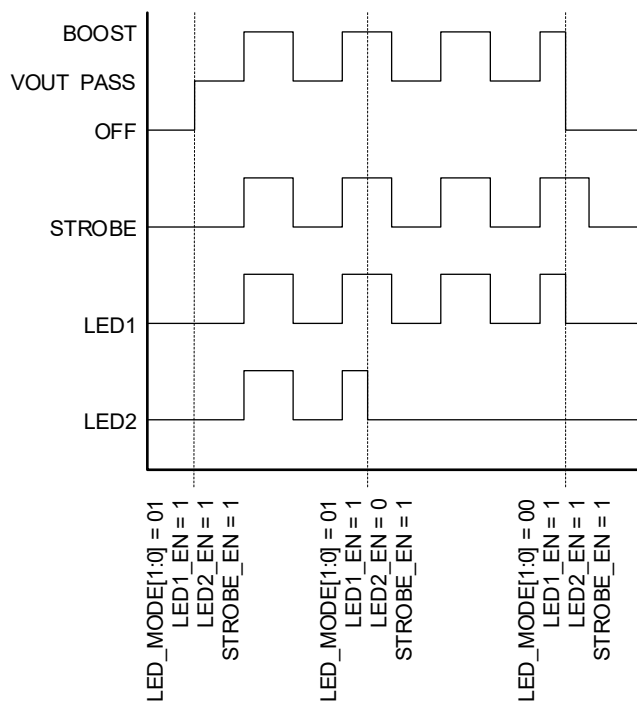 BOOST
VOUT PASS
OFF
STROBE
LED1
LED2
LED_MODE[1:0] = 01
LED1_EN = 1
LED2_EN = 1
STROBE_EN = 1
LED_MODE[1:0] = 01
LED1_EN = 1
LED2_EN = 0
STROBE_EN = 1
LED_MODE[1:0] = 00
LED1_EN = 1
LED2_EN = 1
STROBE_EN = 1